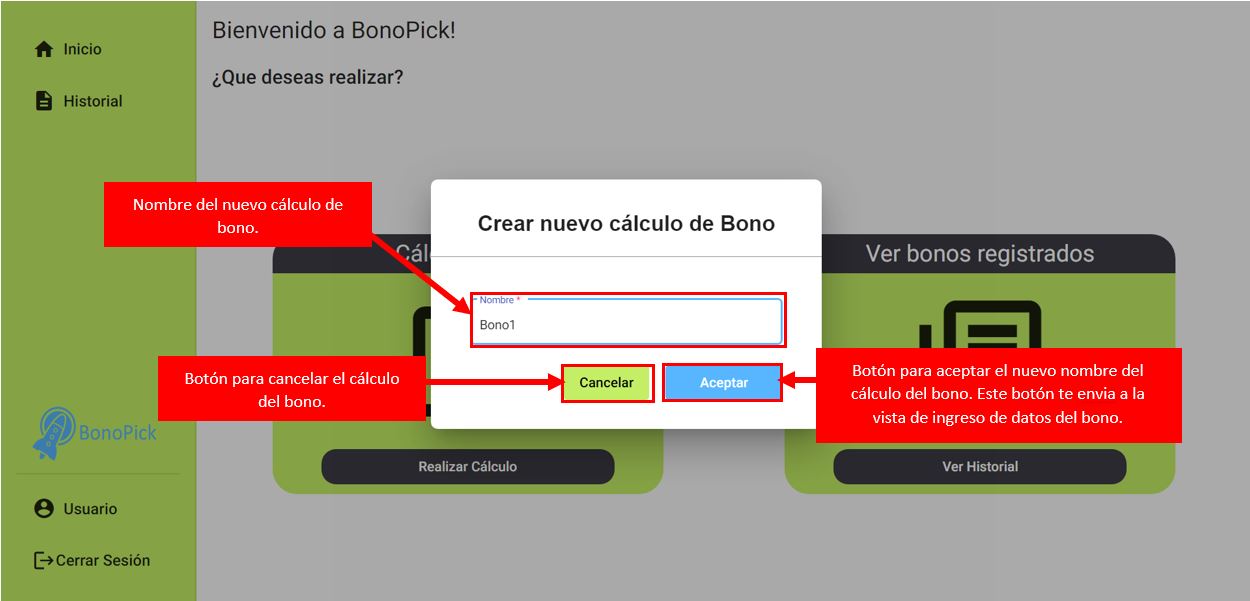 Inicio
Historial
BonoPick
Usuario
Cerrar Sesión
Bienvenido a BonoPick!
¿Que deseas realizar?
Nombre del nuevo cálculo de
bono.
Crear nuevo cálculo de Bono
Ver bonos registrados
Nombre *
Bono1
Botón para cancelar el cálculo
del bono.
Cancelar
Aceptar
Botón para aceptar el nuevo nombre del
cálculo del bono. Este botón te envia a la
vista de ingreso de datos del bono.
Realizar Cálculo
Ver Historial